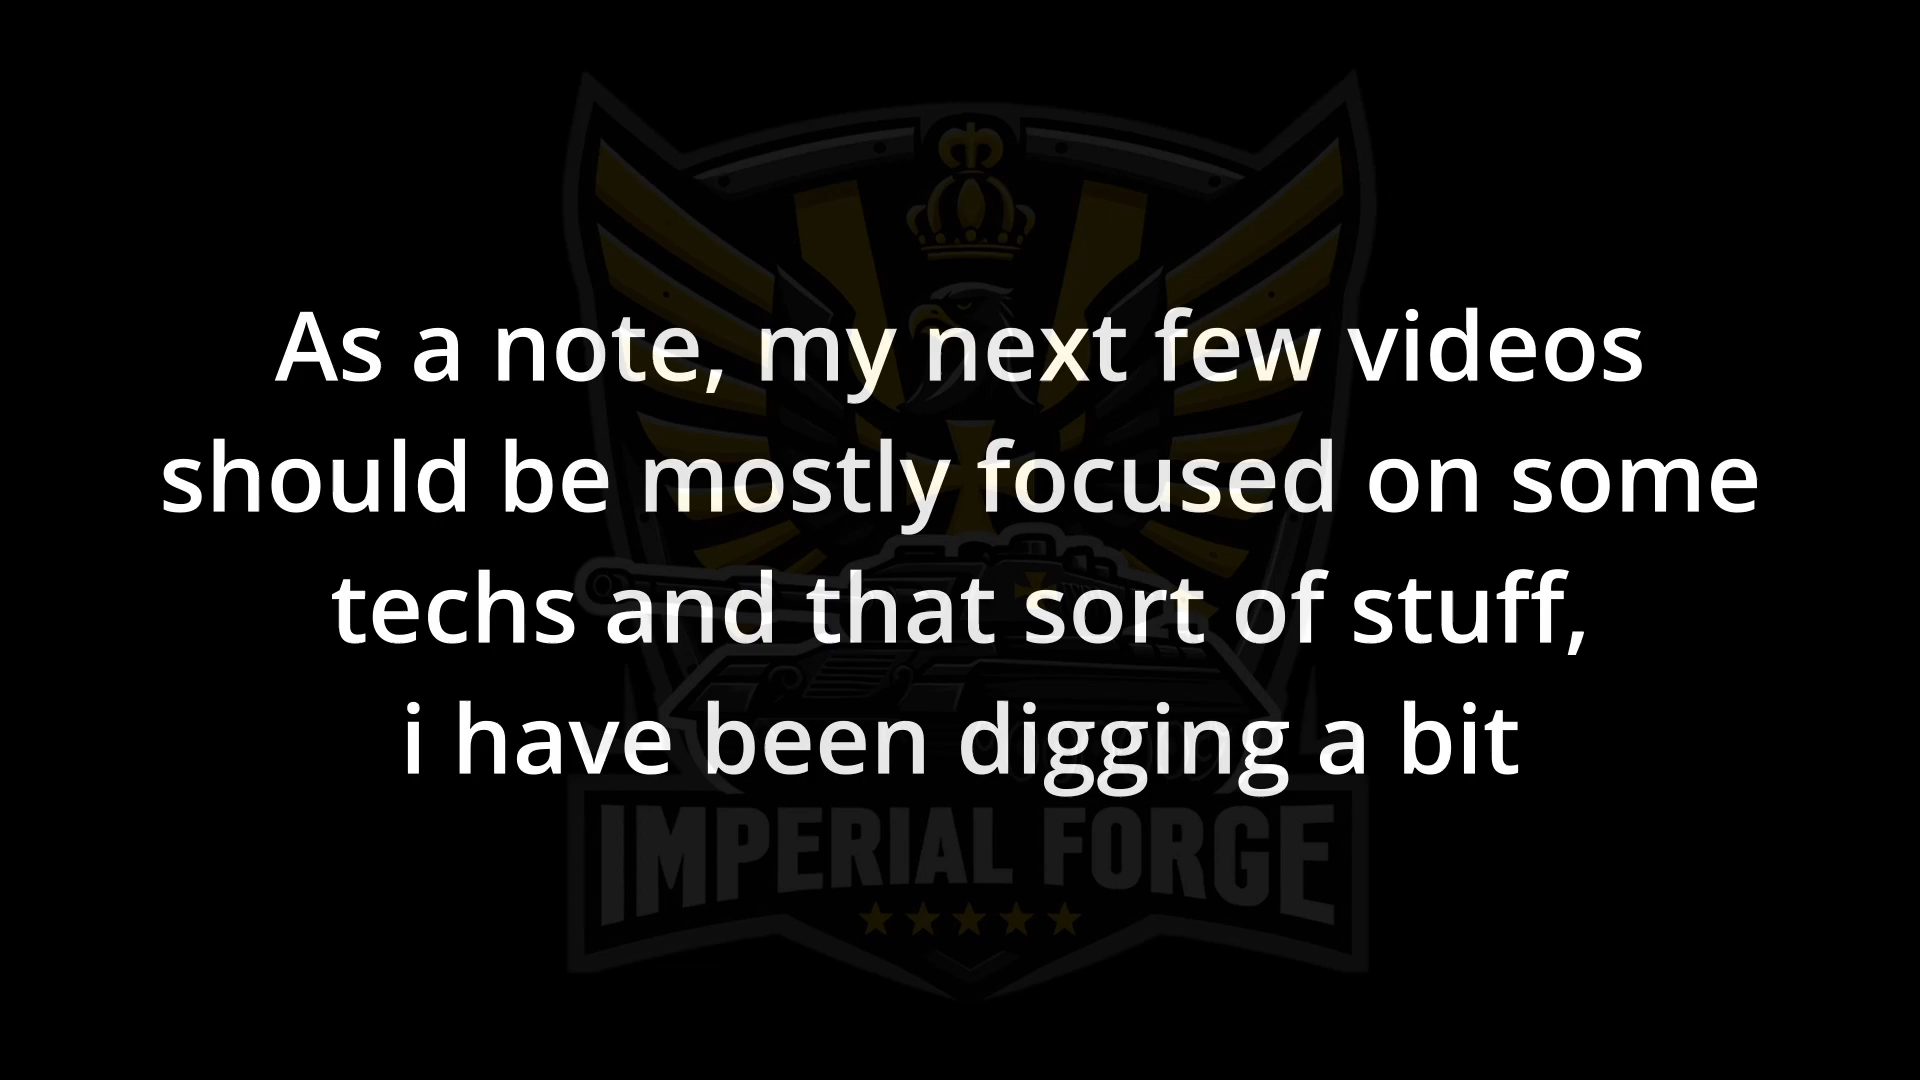 As a note, my next few videos
should be mostly focused on some
techs and that sort of stuff,
i have been digging a bit
IMPERIAL FORGE